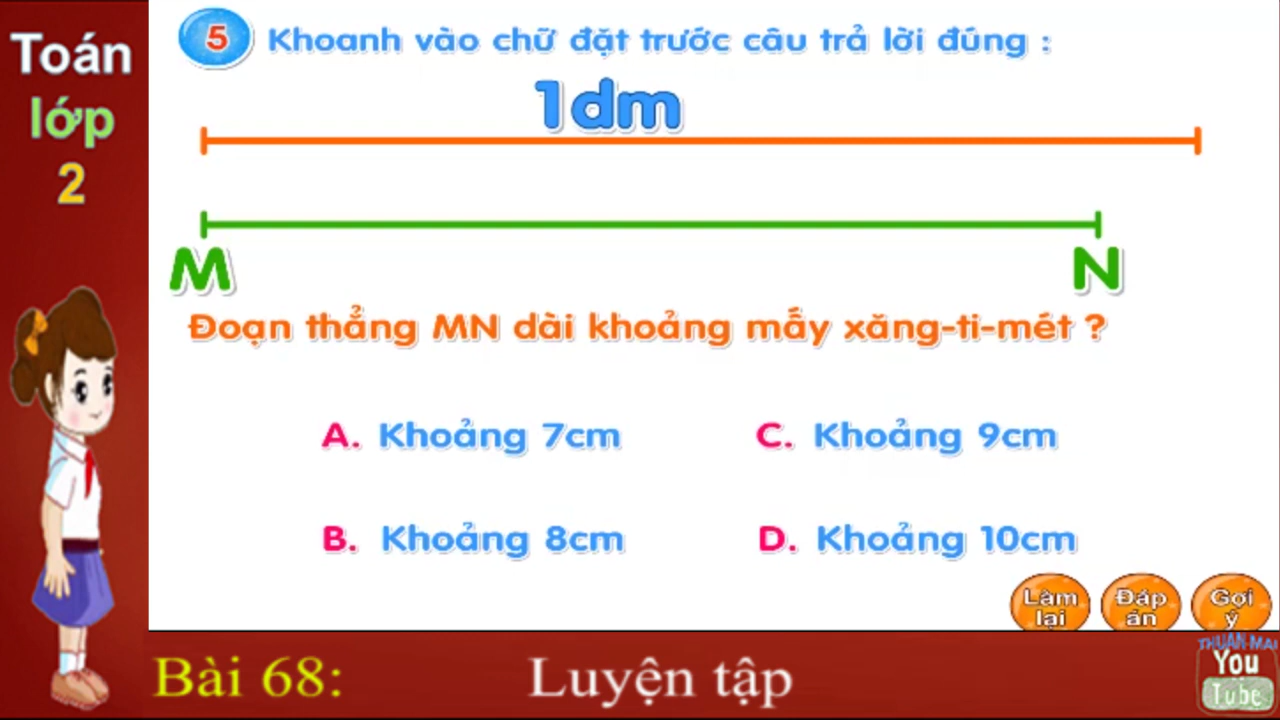 Toán
lớp
2
5 Khoanh vào chữ đặt trước câu trả lời đúng :
1dm
M N
Đoạn thẳng MN dài khoảng mấy xăng-ti-mét ?
A. Khoảng 7cm C. Khoảng 9cm
B. Khoảng 8cm D. Khoảng 10cm
Làm lại
Đáp án
Gợi ý
Bài 68: Luyện tập
THUAN MAI
You
Tube